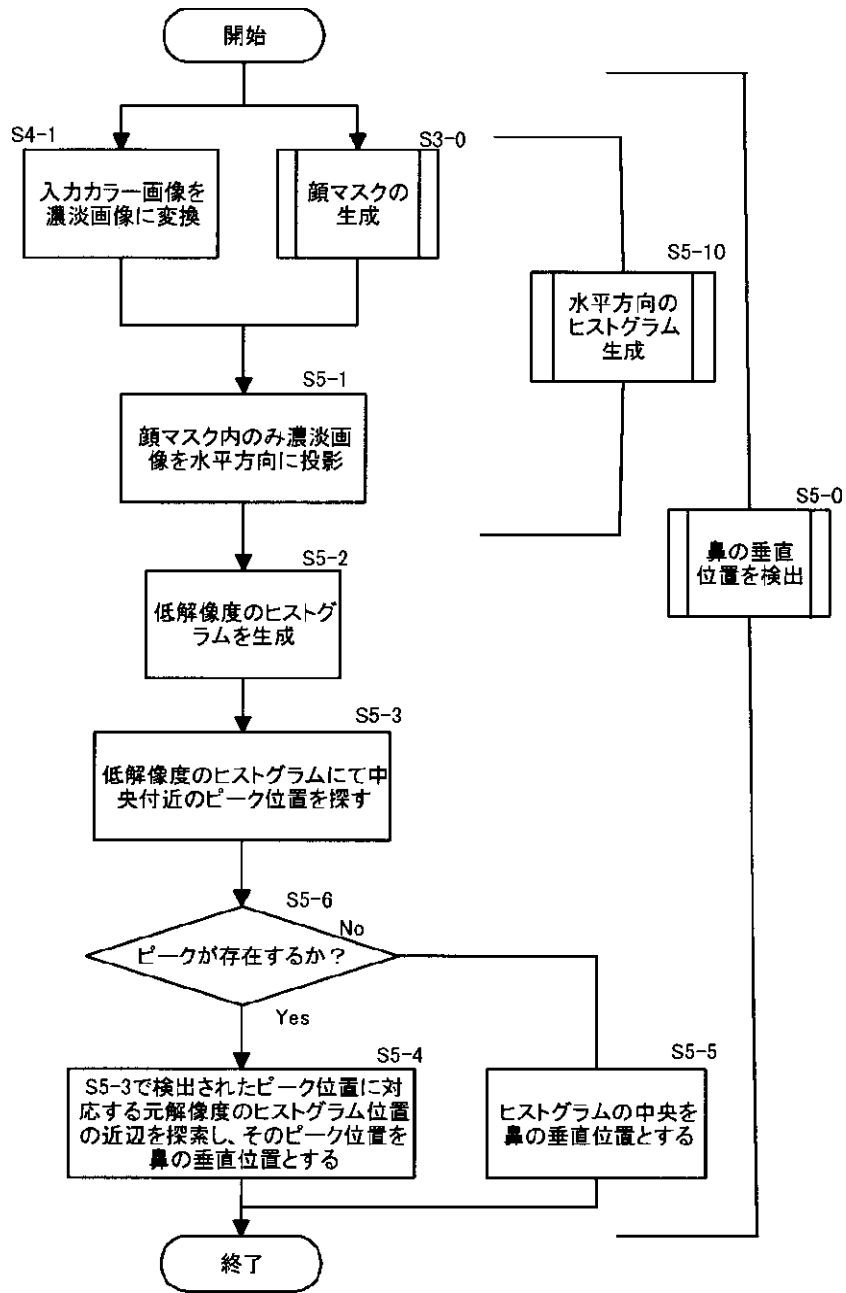 開始
S4-1
入力カラー画像を
濃淡画像に変換
S3-0
顔マスクの
生成
S5-10
水平方向の
ヒストグラム
生成
S5-1
顔マスク内のみ濃淡画
像を水平方向に投影
S5-0
鼻の垂直
位置を検出
S5-2
低解像度のヒストグ
ラムを生成
S5-3
低解像度のヒストグラムにて中
央付近のピーク位置を探す
S5-6
ピークが存在するか？
No
Yes
S5-4
S5-3で検出されたピーク位置に対
応する元解像度のヒストグラム位置
の近辺を探索し、そのピーク位置を
鼻の垂直位置とする
S5-5
ヒストグラムの中央を
鼻の垂直位置とする
終了